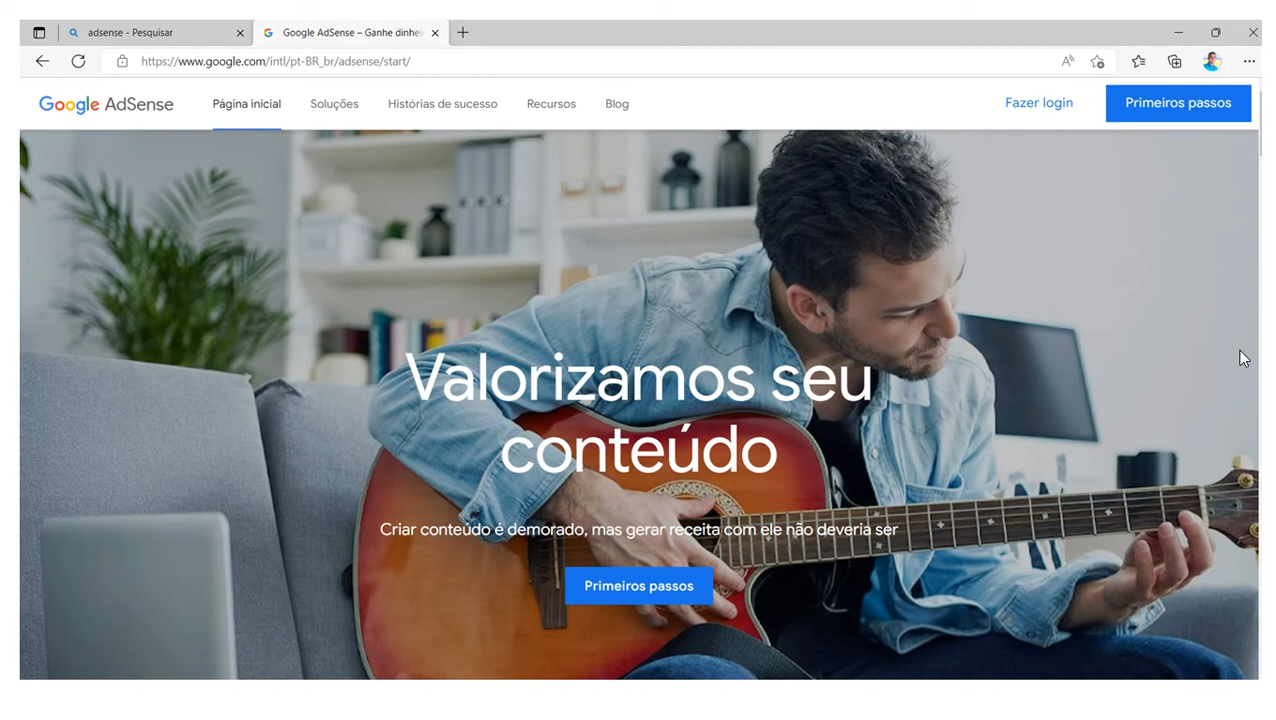 adsense - Pesquisar
Google AdSense – Ganhe dinhei
https://www.google.com/intl/pt-BR_br/adsense/start/
Google AdSense
Página inicial
Soluções
Histórias de sucesso
Recursos
Blog
Fazer login
Primeiros passos
Valorizamos seu
conteúdo
Criar conteúdo é demorado, mas gerar receita com ele não deveria ser
Primeiros passos